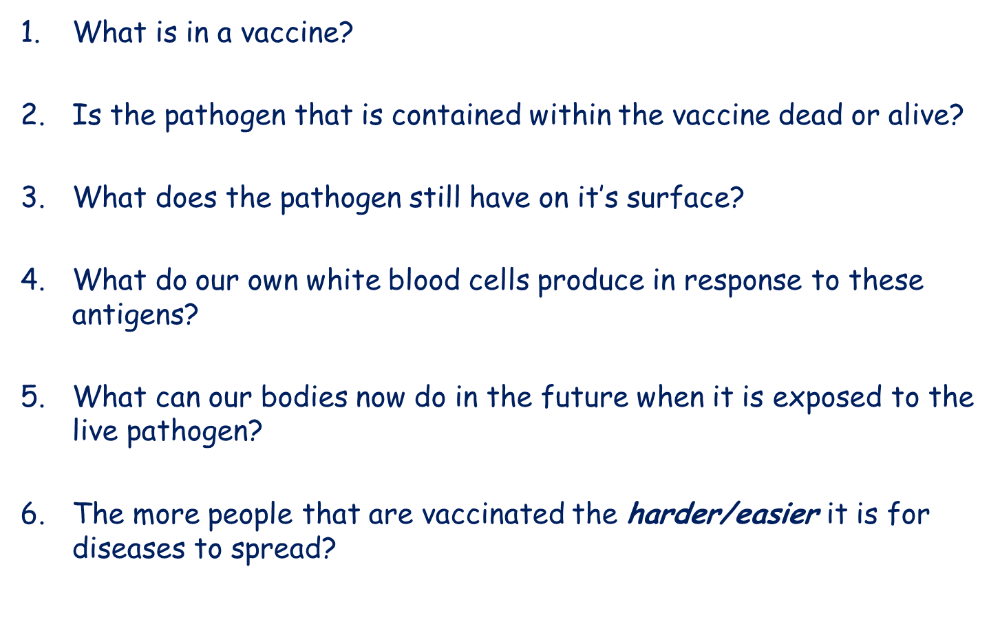 1. What is in a vaccine?
2. Is the pathogen that is contained within the vaccine dead or alive?
3. What does the pathogen still have on it’s surface?
4. What do our own white blood cells produce in response to these
antigens?
5. What can our bodies now do in the future when it is exposed to the
live pathogen?
6. The more people that are vaccinated the harder/easier it is for
diseases to spread?